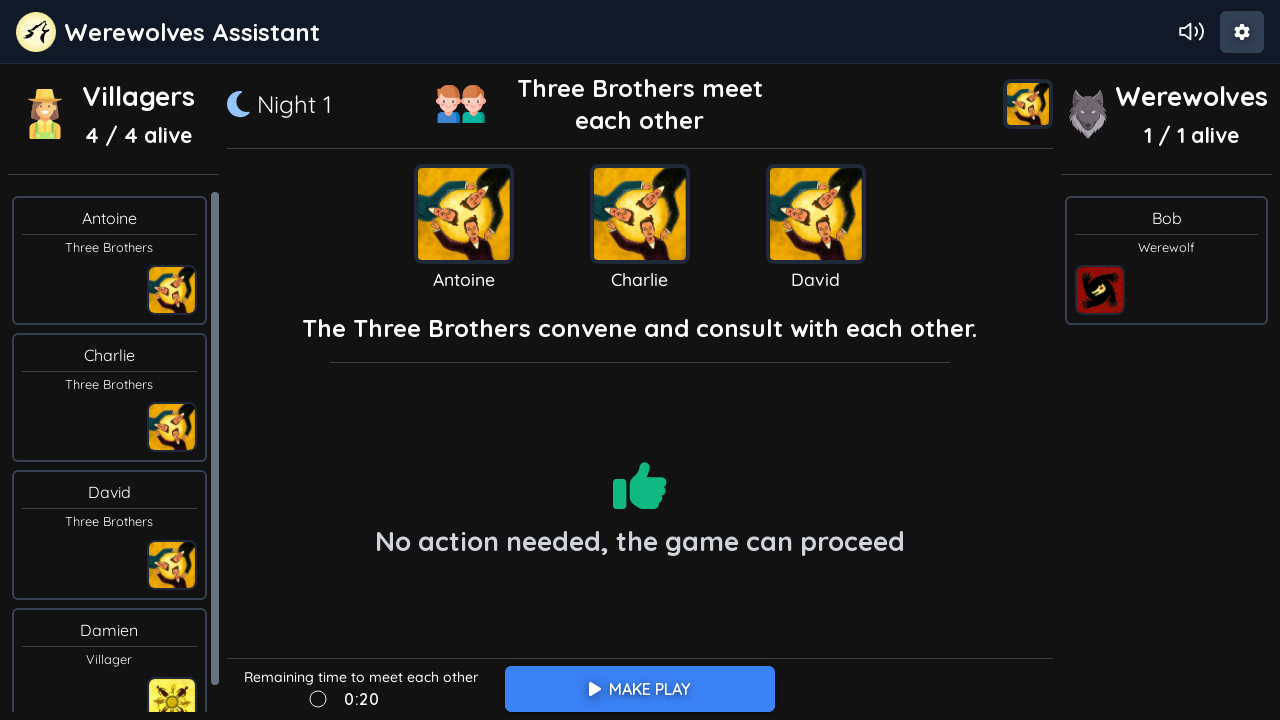 Werewolves Assistant
Villagers
4 / 4 alive
Antoine
Three Brothers
Charlie
Three Brothers
David
Three Brothers
Damien
Villager
Night 1
Three Brothers meet
each other
Antoine
Charlie
David
The Three Brothers convene and consult with each other.
No action needed, the game can proceed
Remaining time to meet each other
0:20
MAKE PLAY
Werewolves
1 / 1 alive
Bob
Werewolf